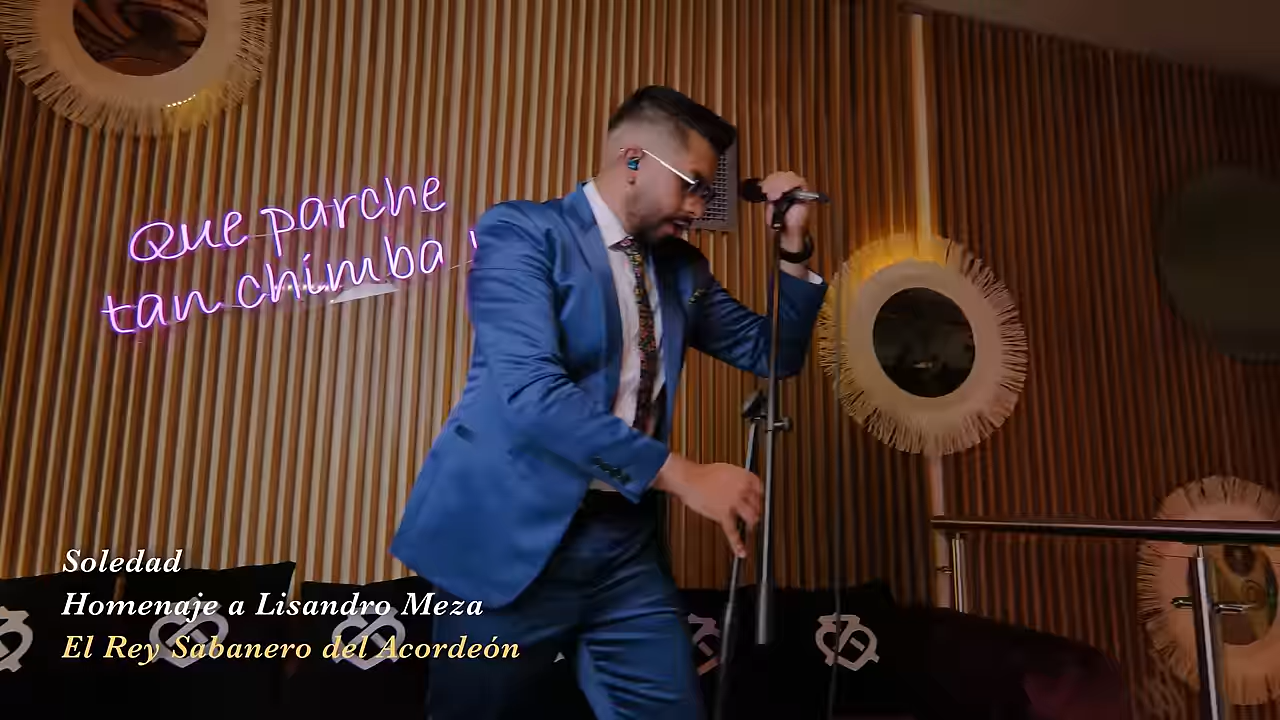 Que parche
tan chimba !
Soledad
Homenaje a Lisandro Meza
El Rey Sabanero del Acordeón